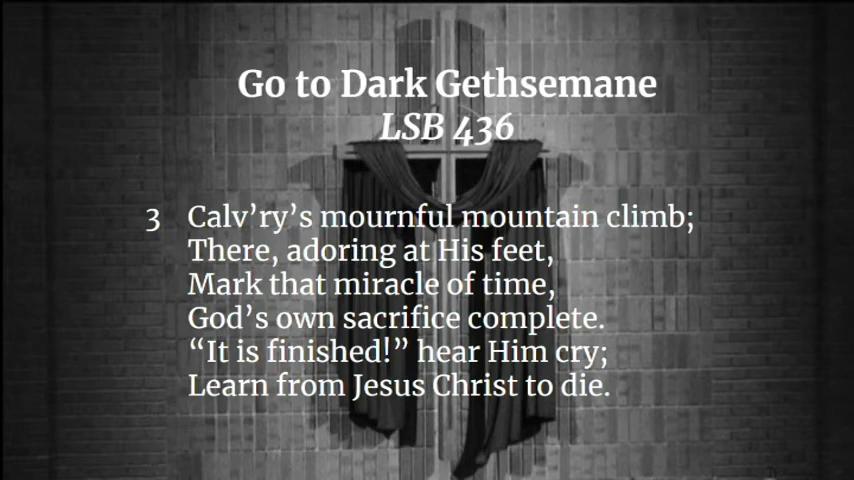 Go to Dark Gethsemane
LSB 436
3 Calv’ry’s mournful mountain climb;
There, adoring at His feet,
Mark that miracle of time,
God’s own sacrifice complete.
“It is finished!” hear Him cry;
Learn from Jesus Christ to die.